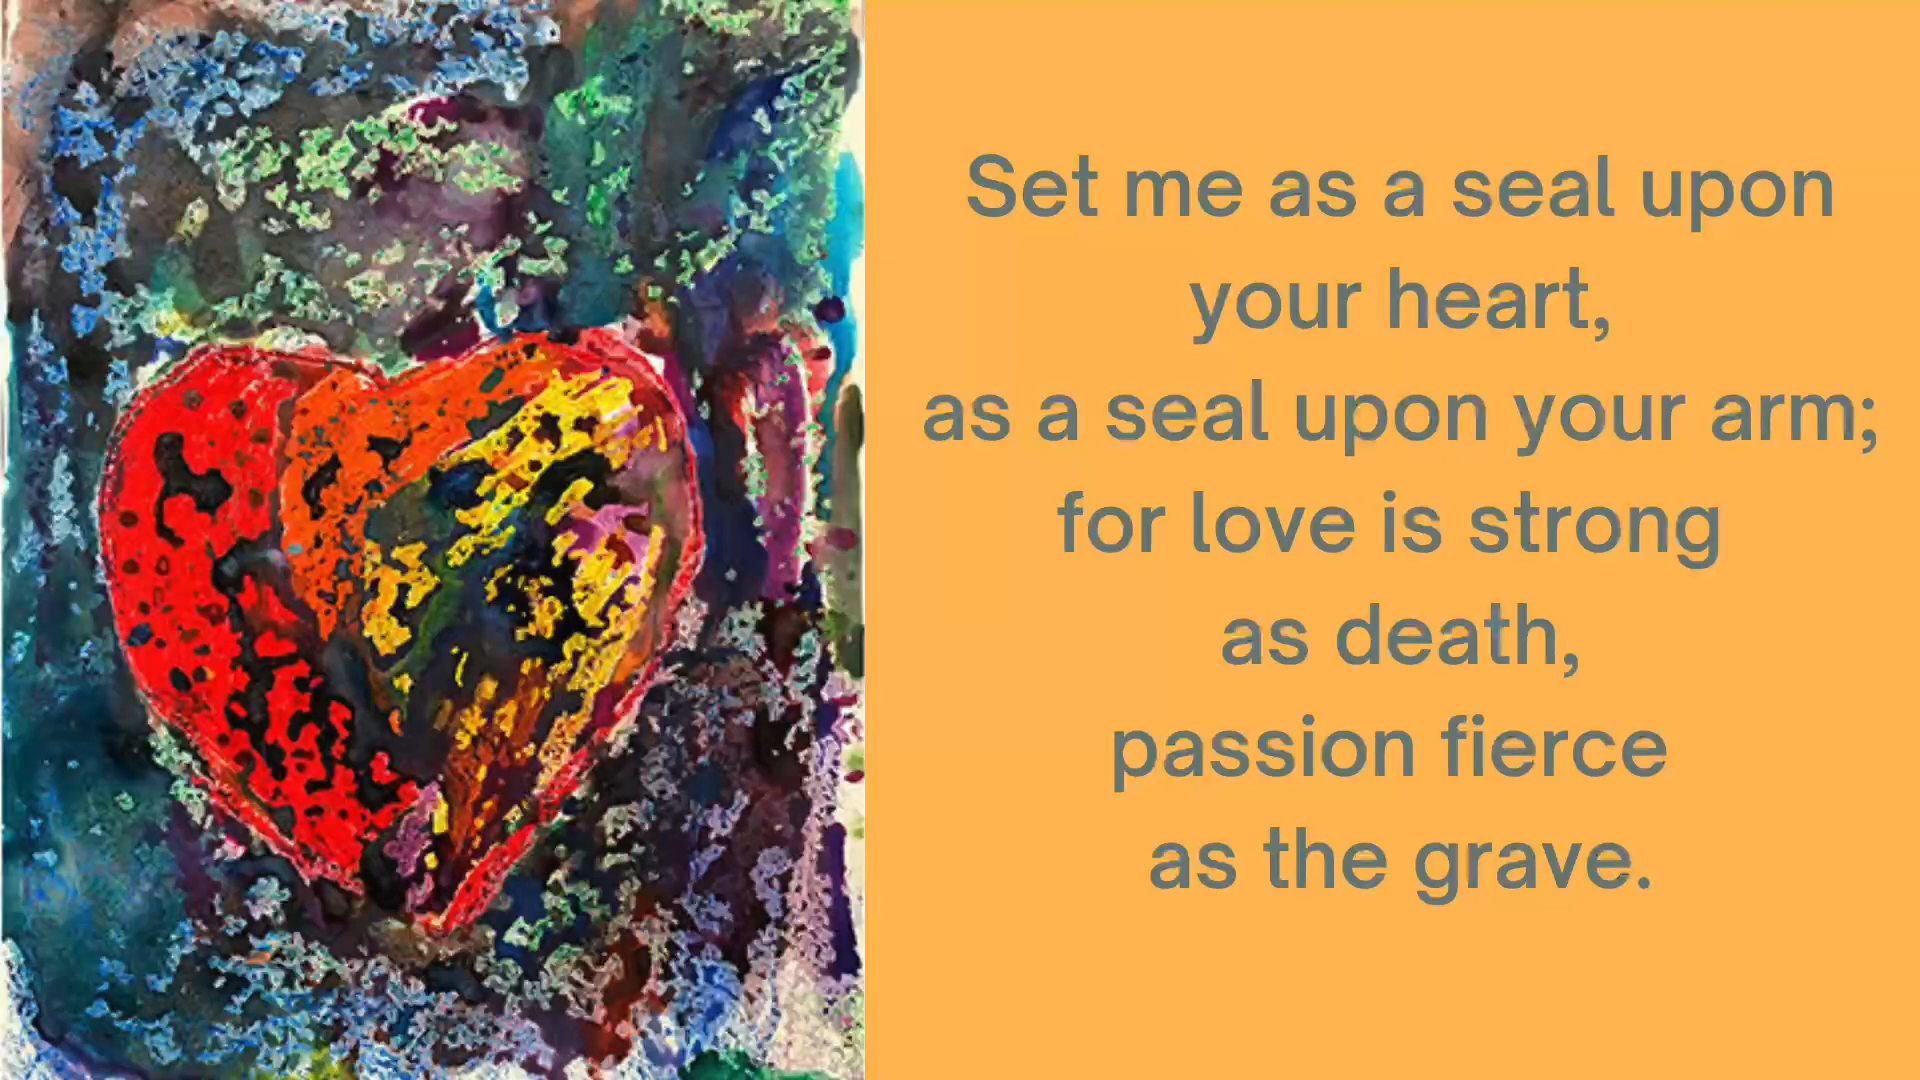 Set me as a seal upon
your heart,
as a seal upon your arm;
for love is strong
as death,
passion fierce
as the grave.